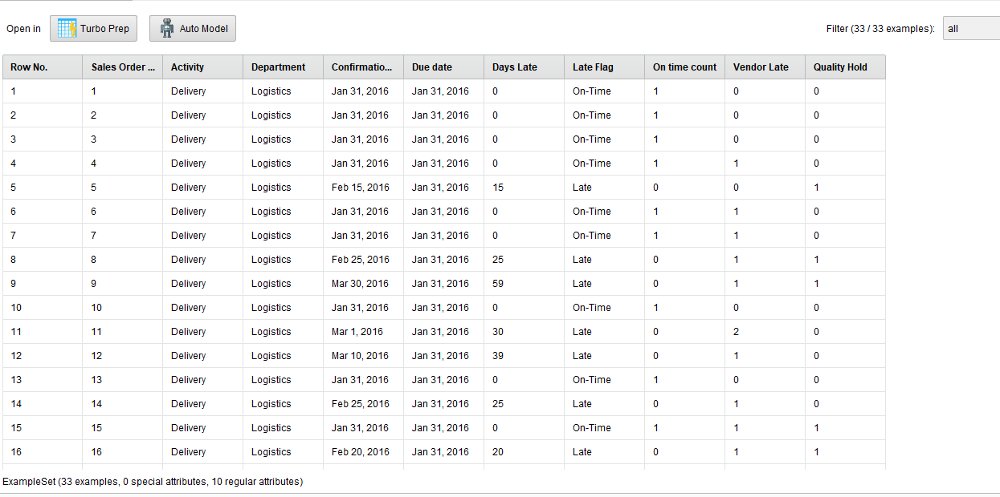 Open in Turbo Prep Auto Model Filter (33 / 33 examples): all
Row No. Sales Order ... Activity Department Confirmatio... Due date Days Late Late Flag On time count Vendor Late Quality Hold
1 1 Delivery Logistics Jan 31, 2016 Jan 31, 2016 0 On-Time 1 0 0
2 2 Delivery Logistics Jan 31, 2016 Jan 31, 2016 0 On-Time 1 0 0
3 3 Delivery Logistics Jan 31, 2016 Jan 31, 2016 0 On-Time 1 0 0
4 4 Delivery Logistics Jan 31, 2016 Jan 31, 2016 0 On-Time 1 1 0
5 5 Delivery Logistics Feb 15, 2016 Jan 31, 2016 15 Late 0 0 1
6 6 Delivery Logistics Jan 31, 2016 Jan 31, 2016 0 On-Time 1 1 0
7 7 Delivery Logistics Jan 31, 2016 Jan 31, 2016 0 On-Time 1 1 0
8 8 Delivery Logistics Feb 25, 2016 Jan 31, 2016 25 Late 0 1 1
9 9 Delivery Logistics Mar 30, 2016 Jan 31, 2016 59 Late 0 1 1
10 10 Delivery Logistics Jan 31, 2016 Jan 31, 2016 0 On-Time 1 0 0
11 11 Delivery Logistics Mar 1, 2016 Jan 31, 2016 30 Late 0 2 0
12 12 Delivery Logistics Mar 10, 2016 Jan 31, 2016 39 Late 0 1 0
13 13 Delivery Logistics Jan 31, 2016 Jan 31, 2016 0 On-Time 1 0 0
14 14 Delivery Logistics Feb 25, 2016 Jan 31, 2016 25 Late 0 1 0
15 15 Delivery Logistics Jan 31, 2016 Jan 31, 2016 0 On-Time 1 1 1
16 16 Delivery Logistics Feb 20, 2016 Jan 31, 2016 20 Late 0 1 1
ExampleSet (33 examples, 0 special attributes, 10 regular attributes)